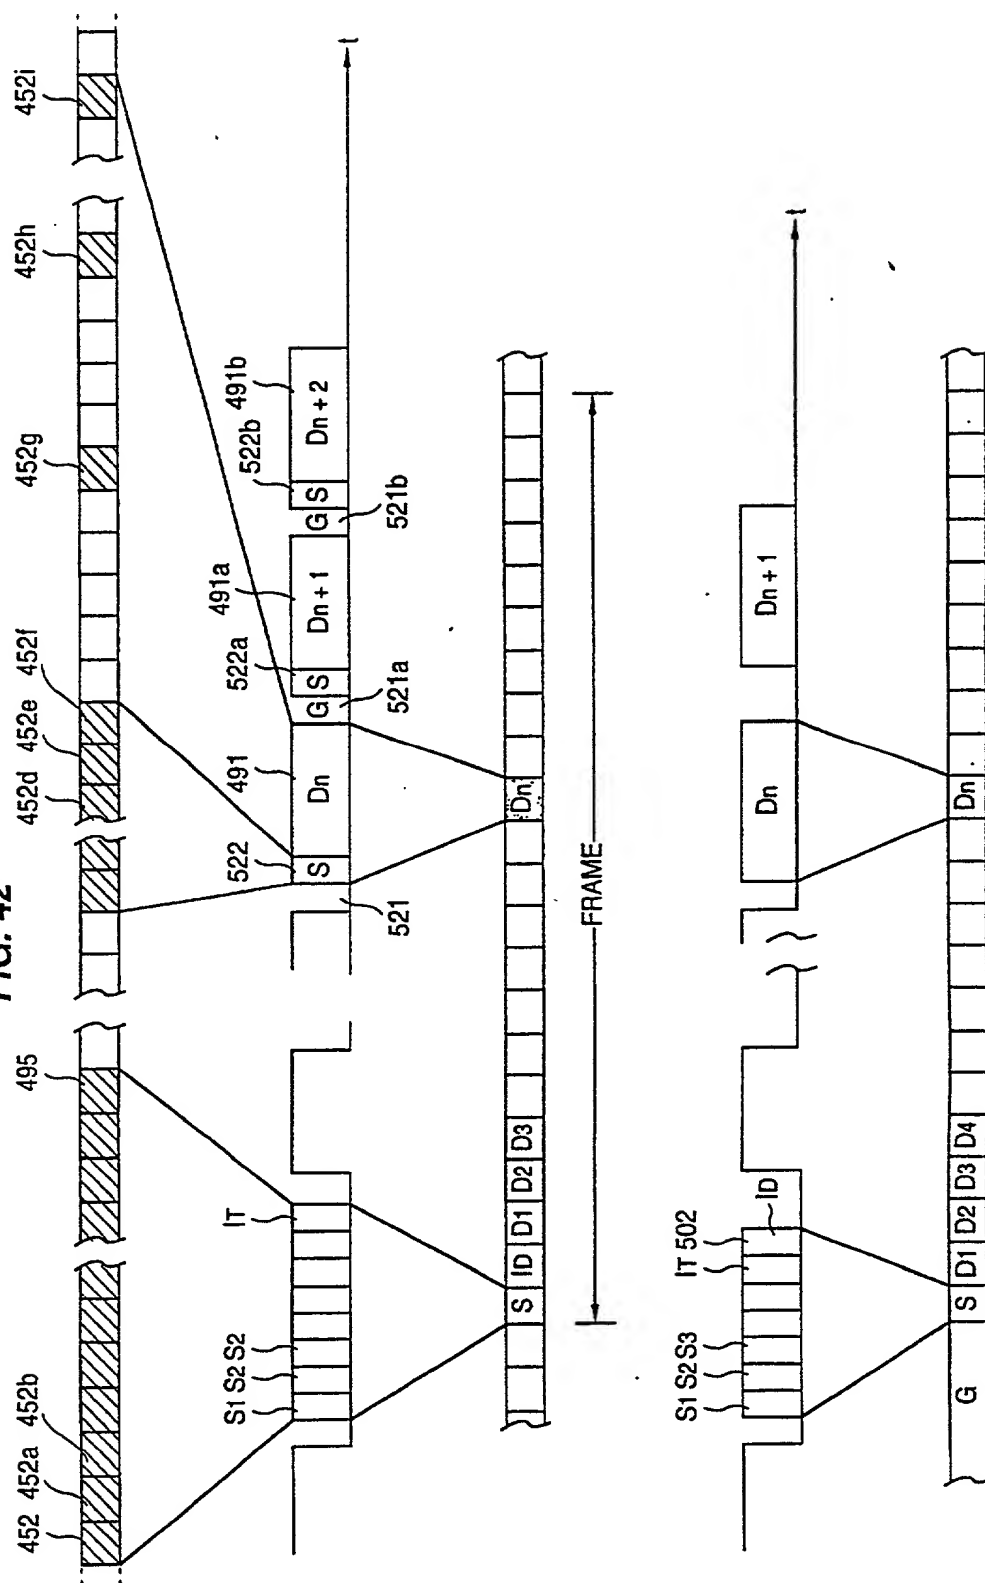 FIG. 42
452 452a 452b 495 452d 452e 452f 452g 452h 452i
S1 S2 S2 IT 521 522 S 491 Dn 521a G 522a S 491a Dn+1 521b G 522b S 491b Dn+2 t
S ID D1 D2 D3 Dn
FRAME
S1 S2 S3 IT 502 ID Dn Dn+1 t
G S D1 D2 D3 D4 Dn